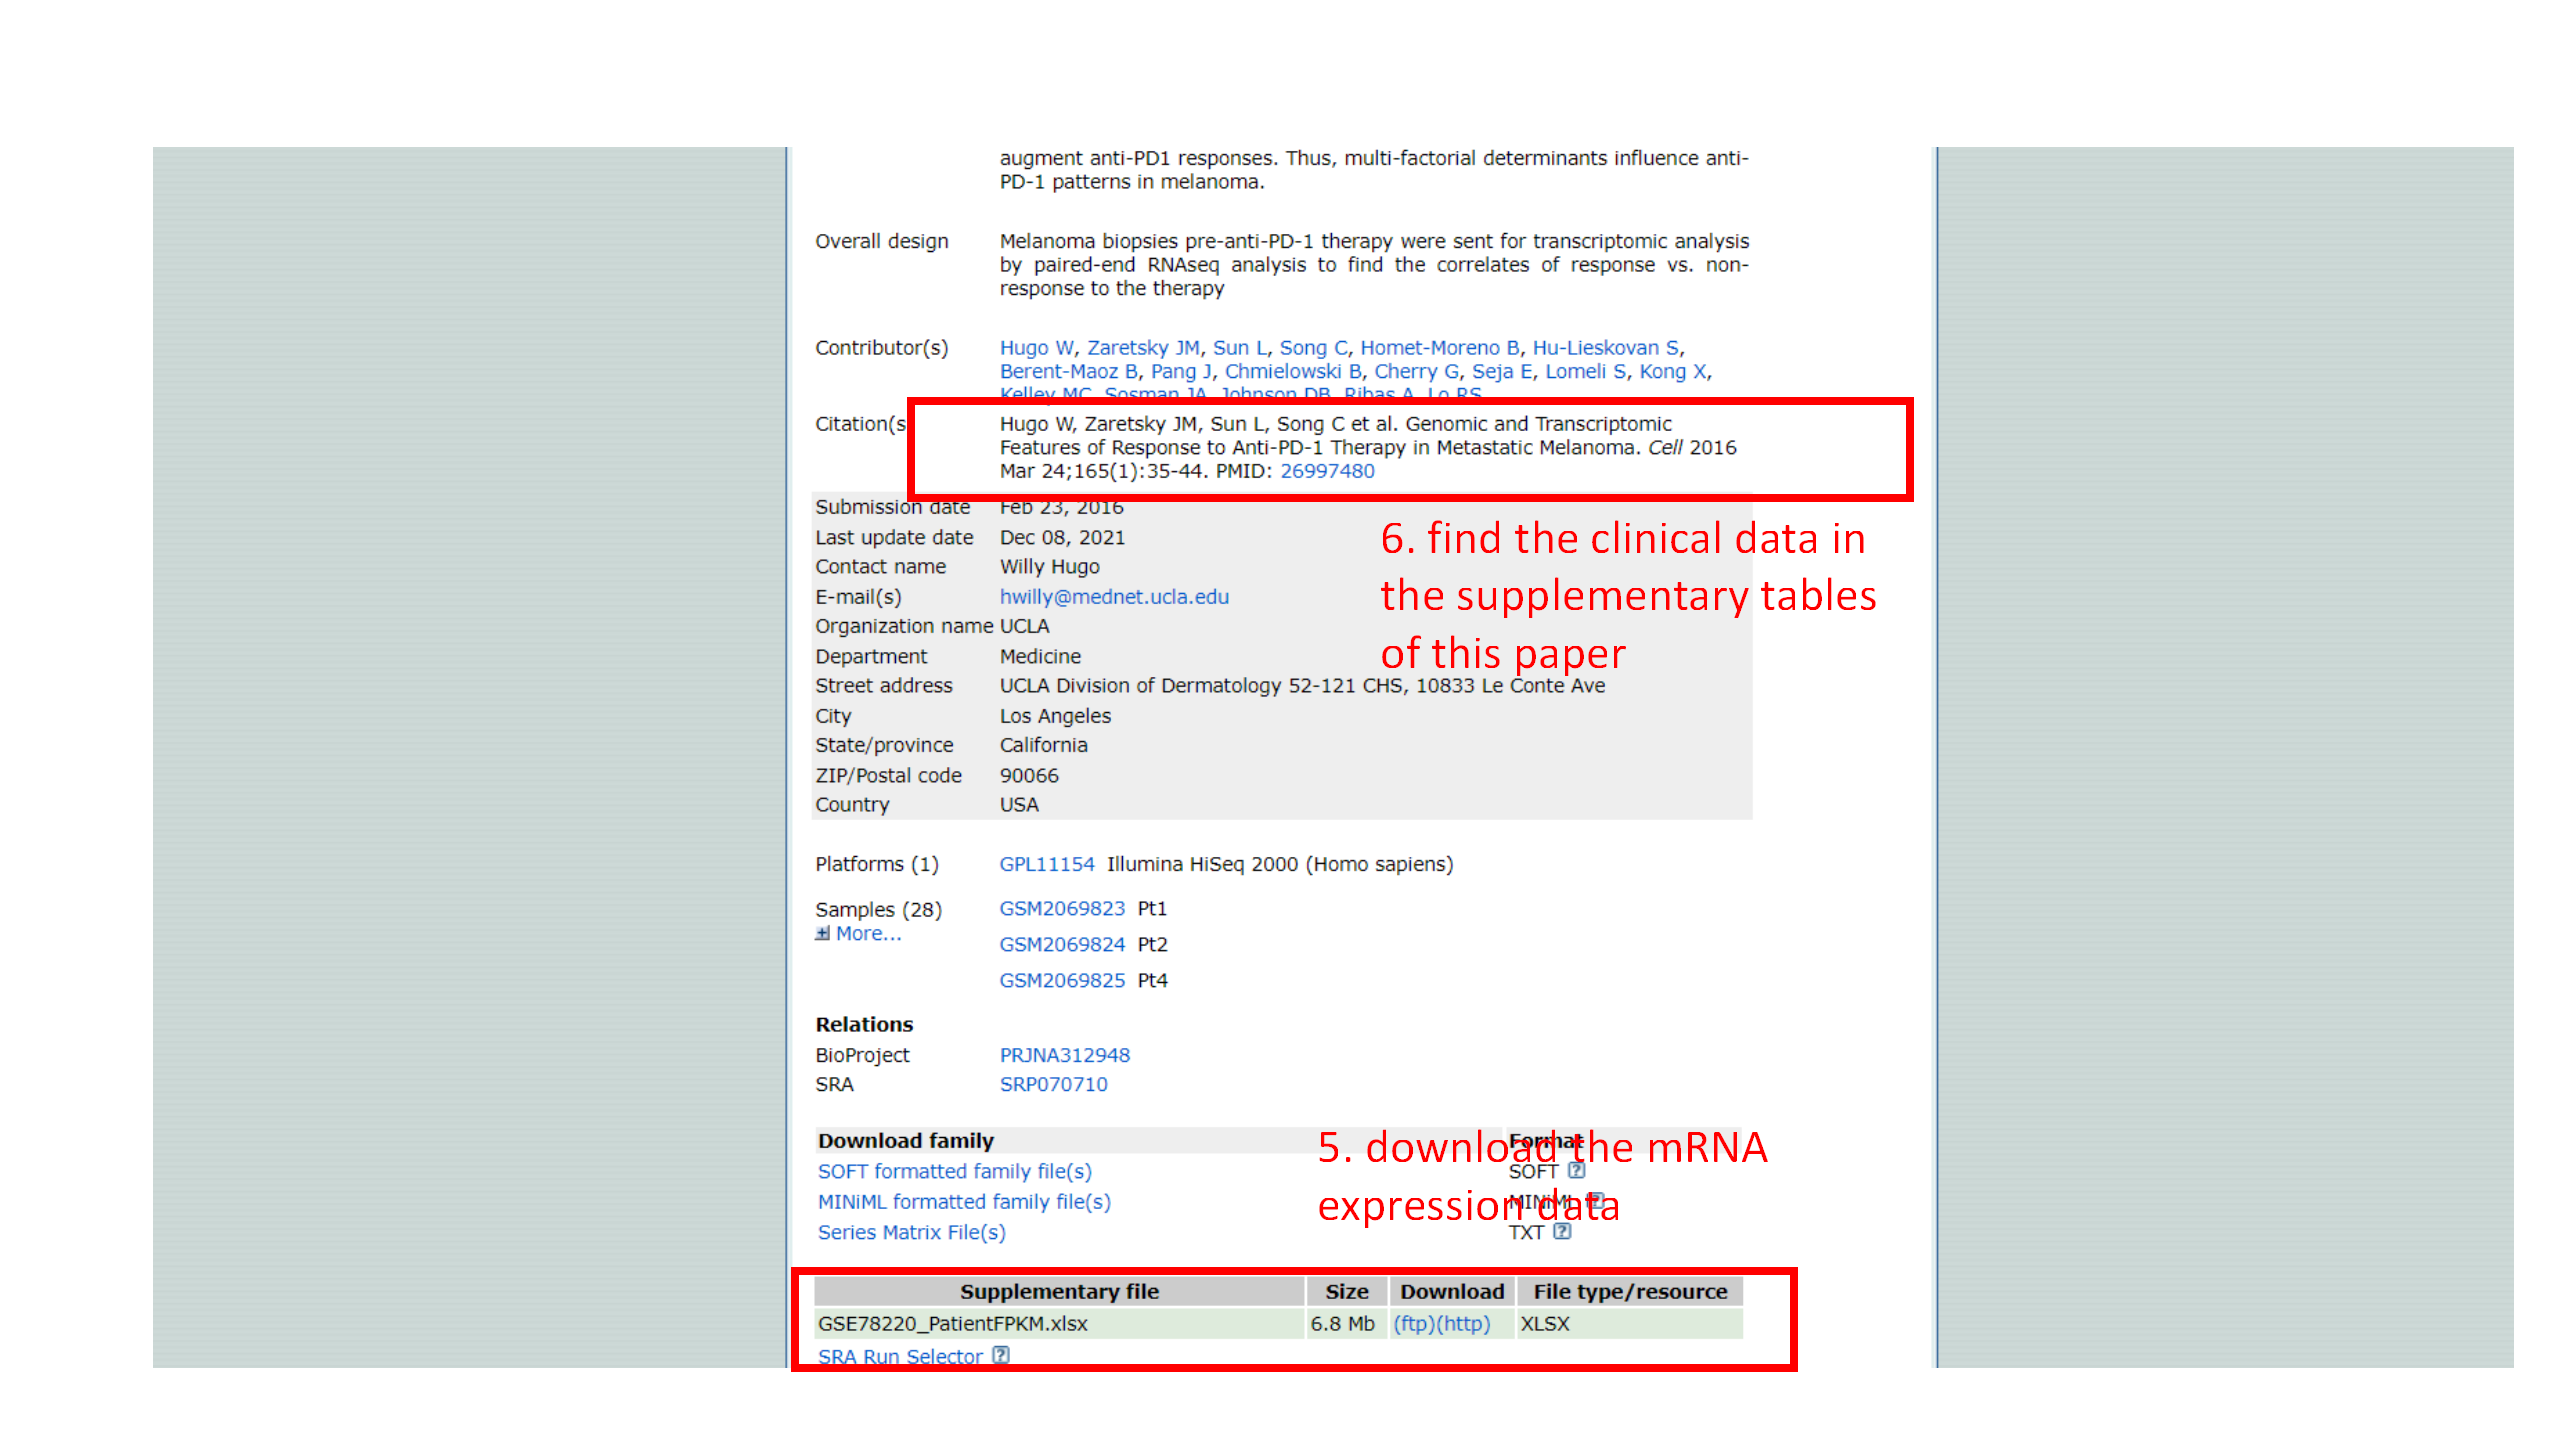 augment anti-PD1 responses. Thus, multi-factorial determinants influence anti-
PD-1 patterns in melanoma.
Overall design Melanoma biopsies pre-anti-PD-1 therapy were sent for transcriptomic analysis
by paired-end RNAseq analysis to find the correlates of response vs. non-
response to the therapy
Contributor(s) Hugo W, Zaretsky JM, Sun L, Song C, Homet-Moreno B, Hu-Lieskovan S,
Berent-Maoz B, Pang J, Chmielowski B, Cherry G, Seja E, Lomeli S, Kong X,
Kelley MC, Sosman JA, Johnson DB, Ribas A, Lo RS
Citation(s Hugo W, Zaretsky JM, Sun L, Song C et al. Genomic and Transcriptomic
Features of Response to Anti-PD-1 Therapy in Metastatic Melanoma. Cell 2016
Mar 24;165(1):35-44. PMID: 26997480
Submission date Feb 23, 2016
Last update date Dec 08, 2021
Contact name Willy Hugo
E-mail(s) hwilly@mednet.ucla.edu
Organization name UCLA
Department Medicine
Street address UCLA Division of Dermatology 52-121 CHS, 10833 Le Conte Ave
City Los Angeles
State/province California
ZIP/Postal code 90066
Country USA
6. find the clinical data in
the supplementary tables
of this paper
Platforms (1) GPL11154 Illumina HiSeq 2000 (Homo sapiens)
Samples (28) GSM2069823 Pt1
More...
GSM2069824 Pt2
GSM2069825 Pt4
Relations
BioProject PRJNA312948
SRA SRP070710
Download family Format
SOFT formatted family file(s) SOFT ?
MINiML formatted family file(s) MINiML ?
Series Matrix File(s) TXT ?
5. download the mRNA
expression data
Supplementary file Size Download File type/resource
GSE78220_PatientFPKM.xlsx 6.8 Mb (ftp)(http) XLSX
SRA Run Selector ?